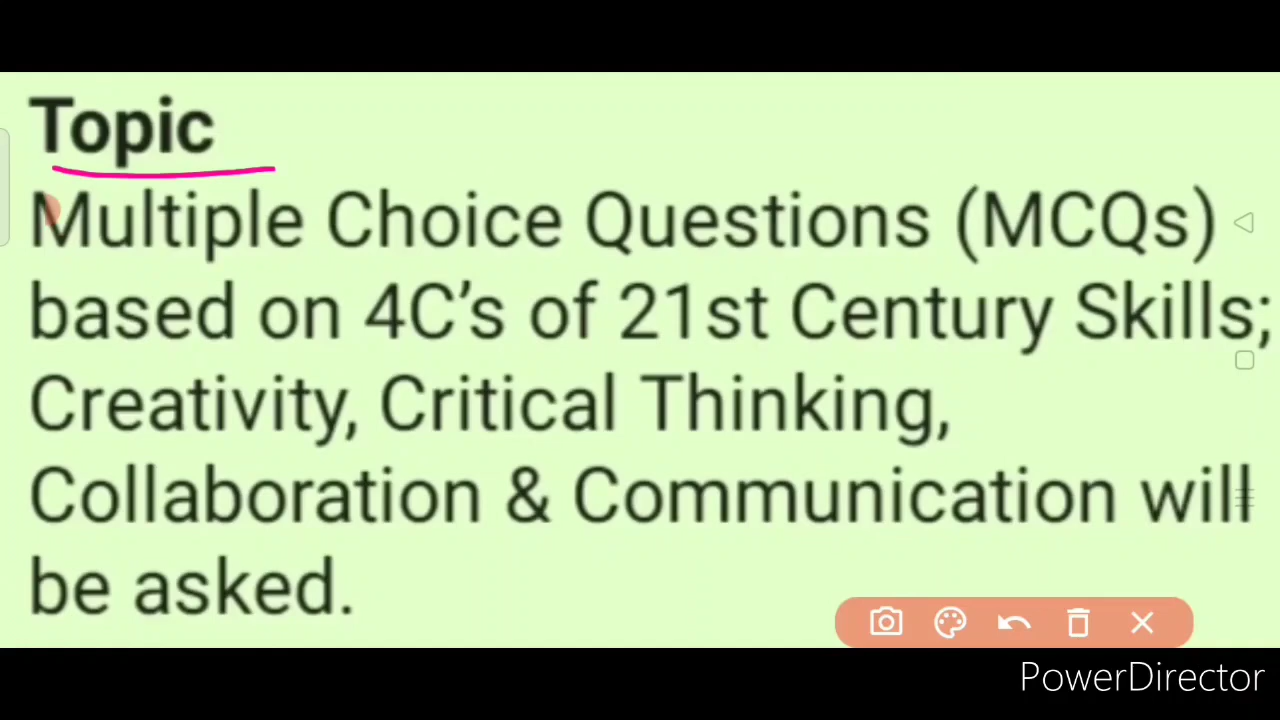 Topic
Multiple Choice Questions (MCQs)
based on 4C’s of 21st Century Skills;
Creativity, Critical Thinking,
Collaboration & Communication will
be asked.
PowerDirector